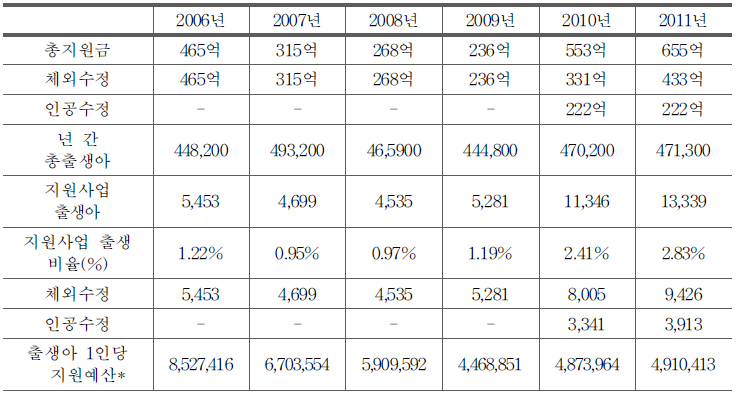 2006년 2007년 2008년 2009년 2010년 2011년
총지원금 465억 315억 268억 236억 553억 655억
체외수정 465억 315억 268억 236억 331억 433억
인공수정 – – – – 222억 222억
년 간
총출생아 448,200 493,200 46,5900 444,800 470,200 471,300
지원사업
출생아 5,453 4,699 4,535 5,281 11,346 13,339
지원사업 출생
비율(%) 1.22% 0.95% 0.97% 1.19% 2.41% 2.83%
체외수정 5,453 4,699 4,535 5,281 8,005 9,426
인공수정 – – – – 3,341 3,913
출생아 1인당
지원예산* 8,527,416 6,703,554 5,909,592 4,468,851 4,873,964 4,910,413